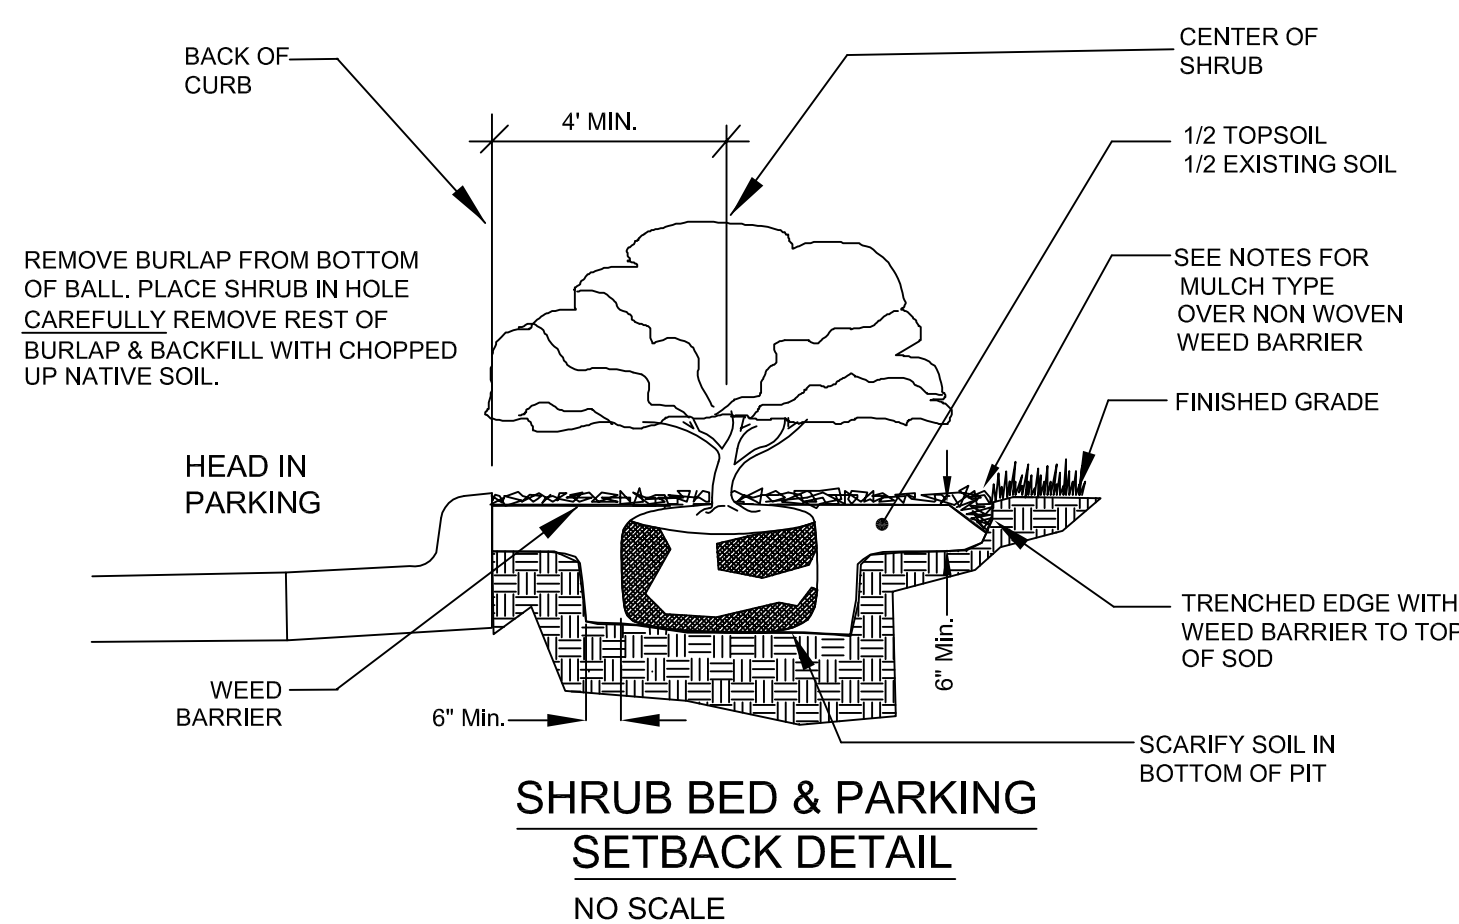 BACK OF
CURB
CENTER OF
SHRUB
4' MIN.
1/2 TOPSOIL
1/2 EXISTING SOIL
REMOVE BURLAP FROM BOTTOM
OF BALL. PLACE SHRUB IN HOLE
CAREFULLY REMOVE REST OF
BURLAP & BACKFILL WITH CHOPPED
UP NATIVE SOIL.
SEE NOTES FOR
MULCH TYPE
OVER NON WOVEN
WEED BARRIER
FINISHED GRADE
HEAD IN
PARKING
TRENCHED EDGE WITH
WEED BARRIER TO TOP
OF SOD
6" Min.
WEED
BARRIER
6" Min.
SCARIFY SOIL IN
BOTTOM OF PIT
SHRUB BED & PARKING
SETBACK DETAIL
NO SCALE